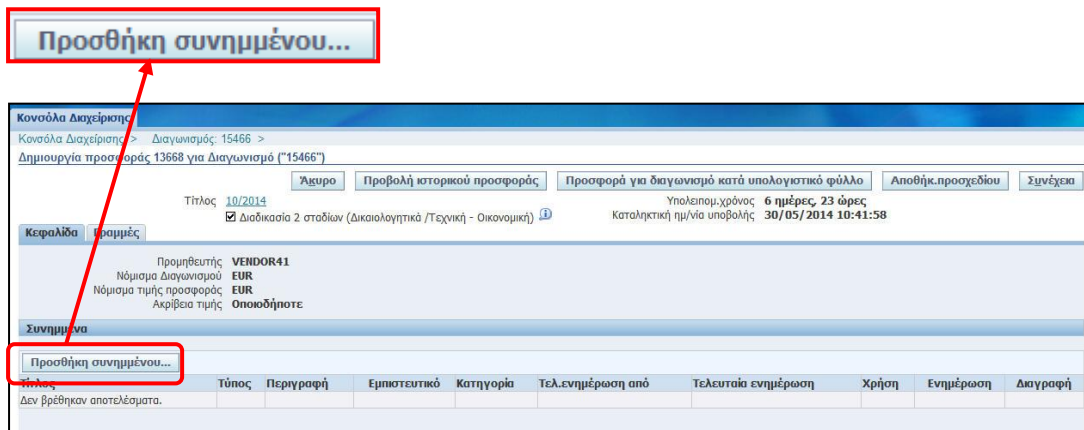 Προσθήκη συνημμένου...
Κονσόλα Διαχείρισης
Κονσόλα Διαχείρισης > Διαγωνισμός: 15466 >
Δημιουργία προσφοράς 13668 για Διαγωνισμό ("15466")
Άκυρο Προβολή ιστορικού προσφοράς Προσφορά για διαγωνισμό κατά υπολογιστικό φύλλο Αποθήκ.προσχεδίου Συνέχεια
Τίτλος 10/2014 Υπολειπομ.χρόνος 6 ημέρες, 23 ώρες
Διαδικασία 2 σταδίων (Δικαιολογητικά /Τεχνική - Οικονομική) Καταληκτική ημ/νία υποβολής 30/05/2014 10:41:58
Κεφαλίδα Γραμμές
Προμηθευτής VENDOR41
Νόμισμα Διαγωνισμού EUR
Νόμισμα τιμής προσφοράς EUR
Ακρίβεια τιμής Οποιοδήποτε
Συνημμένα
Προσθήκη συνημμένου...
Τίτλος Τύπος Περιγραφή Εμπιστευτικό Κατηγορία Τελ.ενημέρωση από Τελευταία ενημέρωση Χρήση Ενημέρωση Διαγραφή
Δεν βρέθηκαν αποτελέσματα.